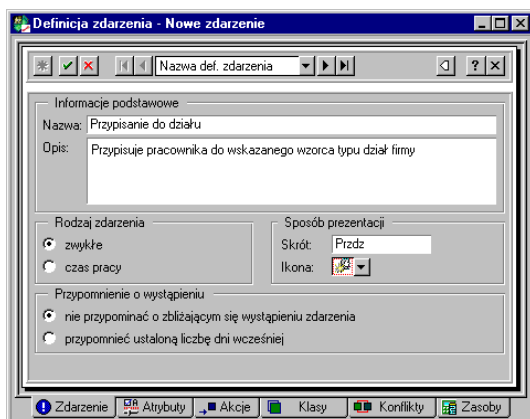 Definicja zdarzenia - Nowe zdarzenie
Nazwa def. zdarzenia
Informacje podstawowe
Nazwa: Przypisanie do działu
Opis: Przypisuje pracownika do wskazanego wzorca typu dział firmy
Rodzaj zdarzenia
zwykłe
czas pracy
Sposób prezentacji
Skrót: Przdz
Ikona:
Przypomnienie o wystąpieniu
nie przypominać o zbliżającym się wystąpieniu zdarzenia
przypomnieć ustaloną liczbę dni wcześniej
Zdarzenie Atrybuty Akcje Klasy Konflikty Zasoby